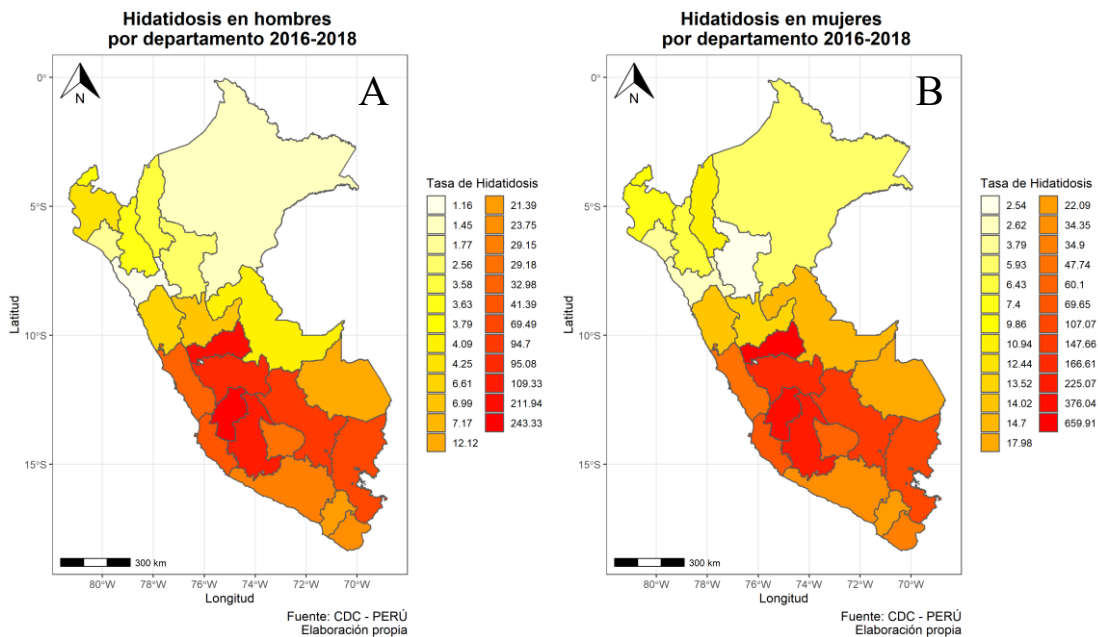 Hidatidosis en hombres
por departamento 2016-2018
A
N
0°
5°S
10°S
15°S
Latitud
300 km
80°W
78°W
76°W
74°W
72°W
70°W
Longitud
Fuente: CDC - PERÚ
Elaboración propia
Tasa de Hidatidosis
1.16
1.45
1.77
2.56
3.58
3.63
3.79
4.09
4.25
6.61
6.99
7.17
12.12
21.39
23.75
29.15
29.18
32.98
41.39
69.49
94.7
95.08
109.33
211.94
243.33
Hidatidosis en mujeres
por departamento 2016-2018
B
N
0°
5°S
10°S
15°S
Latitud
300 km
80°W
78°W
76°W
74°W
72°W
70°W
Longitud
Fuente: CDC - PERÚ
Elaboración propia
Tasa de Hidatidosis
2.54
2.62
3.79
5.93
6.43
7.4
9.86
10.94
12.44
13.52
14.02
14.7
17.98
22.09
34.35
34.9
47.74
60.1
69.65
107.07
147.66
166.61
225.07
376.04
659.91